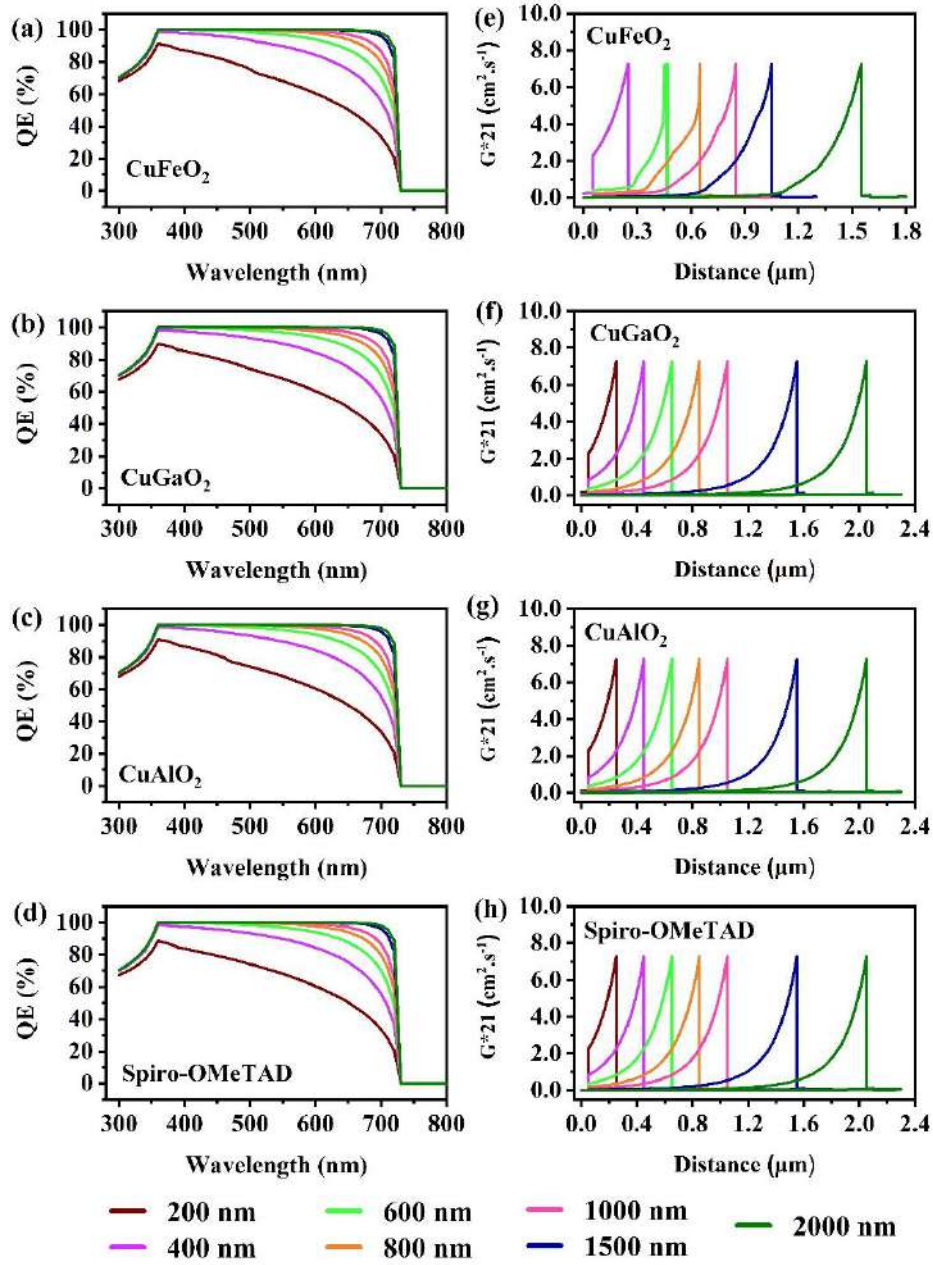 (a)
QE (%)
100
80
60
40
20
0
CuFeO₂
300 400 500 600 700 800
Wavelength (nm)
(e)
G*21 (cm².s⁻¹)
8.0
6.0
4.0
2.0
0.0
CuFeO₂
0.0 0.3 0.6 0.9 1.2 1.5 1.8
Distance (μm)
(b)
QE (%)
100
80
60
40
20
0
CuGaO₂
300 400 500 600 700 800
Wavelength (nm)
(f)
G*21 (cm².s⁻¹)
10.0
8.0
6.0
4.0
2.0
0.0
CuGaO₂
0.0 0.4 0.8 1.2 1.6 2.0 2.4
Distance (μm)
(c)
QE (%)
100
80
60
40
20
0
CuAlO₂
300 400 500 600 700 800
Wavelength (nm)
(g)
G*21 (cm².s⁻¹)
10.0
8.0
6.0
4.0
2.0
0.0
CuAlO₂
0.0 0.4 0.8 1.2 1.6 2.0 2.4
Distance (μm)
(d)
QE (%)
100
80
60
40
20
0
Spiro-OMeTAD
300 400 500 600 700 800
Wavelength (nm)
(h)
G*21 (cm².s⁻¹)
10.0
8.0
6.0
4.0
2.0
0.0
Spiro-OMeTAD
0.0 0.4 0.8 1.2 1.6 2.0 2.4
Distance (μm)
200 nm 600 nm 1000 nm 2000 nm
400 nm 800 nm 1500 nm